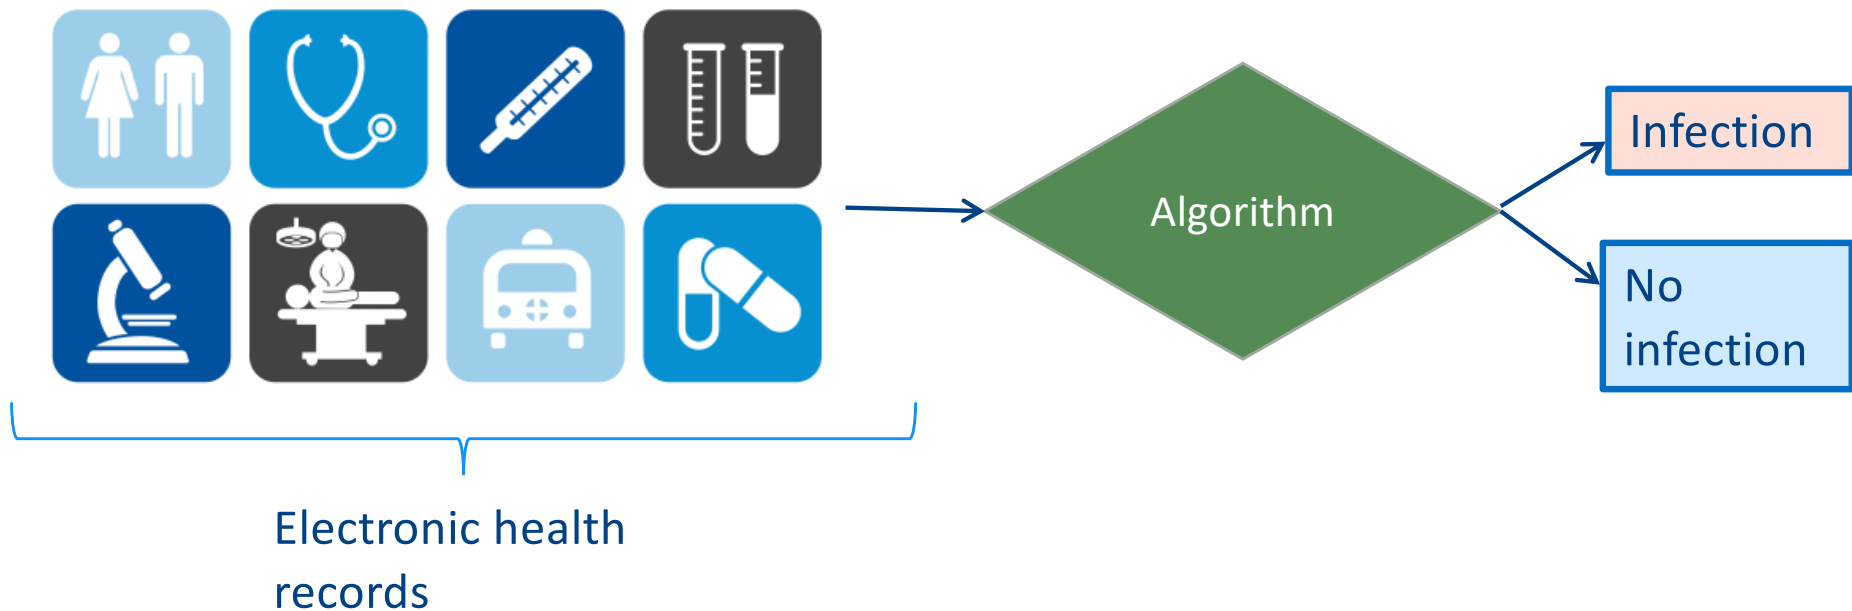 Infection
Algorithm
No
infection
Electronic health
records